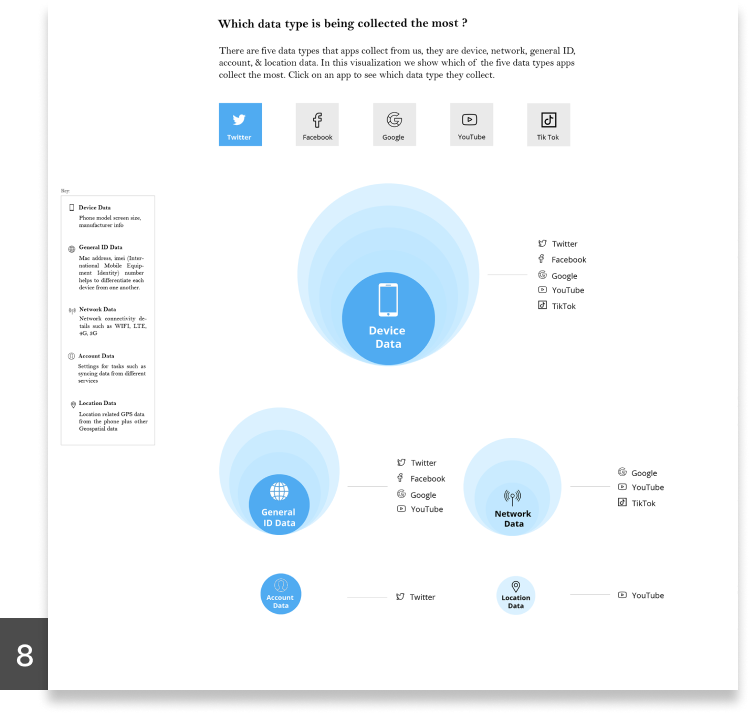 Which data type is being collected the most ?
There are five data types that apps collect from us, they are device, network, general ID,
account, & location data. In this visualization we show which of the five data types apps
collect the most. Click on an app to see which data type they collect.
Twitter
Facebook
Google
YouTube
Tik Tok
Key
Device Data
Phone model screen size,
manufacturer info
General ID Data
Mac address, imei (Inter-
national Mobile Equip-
ment Identity) number
helps to differentiate each
device from one another.
Network Data
Network connectivity de-
tails such as WIFI, LTE,
4G, 3G
Account Data
Settings for tasks such as
syncing data from different
services
Location Data
Location related GPS data
from the phone plus other
Geospatial data
Device
Data
Twitter
Facebook
Google
YouTube
TikTok
General
ID Data
Twitter
Facebook
Google
YouTube
Network
Data
Google
YouTube
TikTok
Account
Data
Twitter
Location
Data
YouTube
8